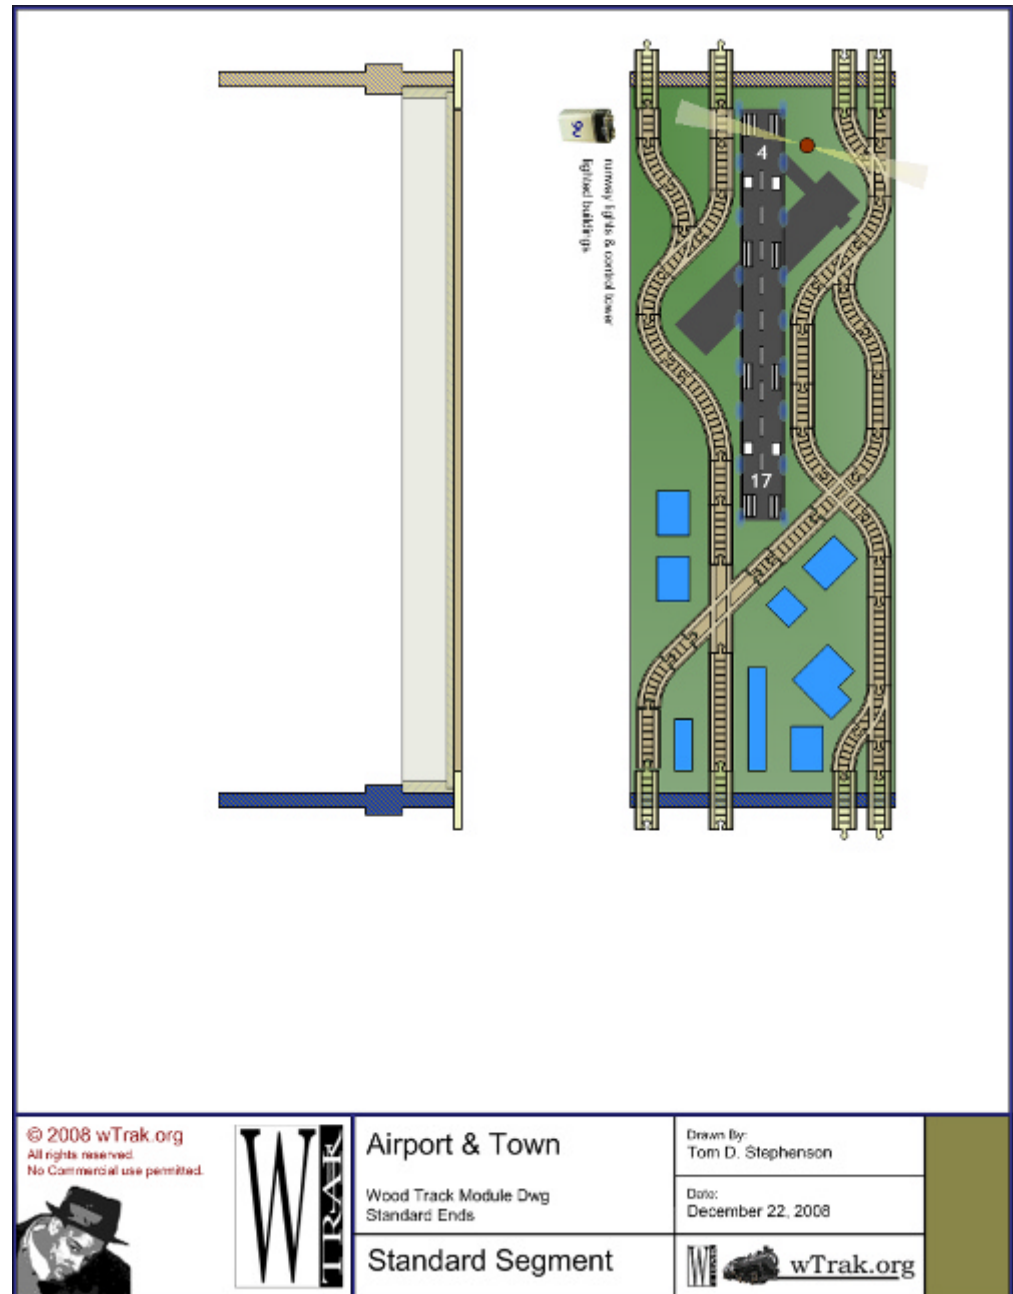 4
9V
runway lights & control tower
lighted buildings
17
© 2008 wTrak.org
All rights reserved.
No Commercial use permitted.
W
TRAK
Airport & Town
Wood Track Module Dwg
Standard Ends
Standard Segment
Drawn By:
Tom D. Stephenson
Date:
December 22, 2008
wTrak.org